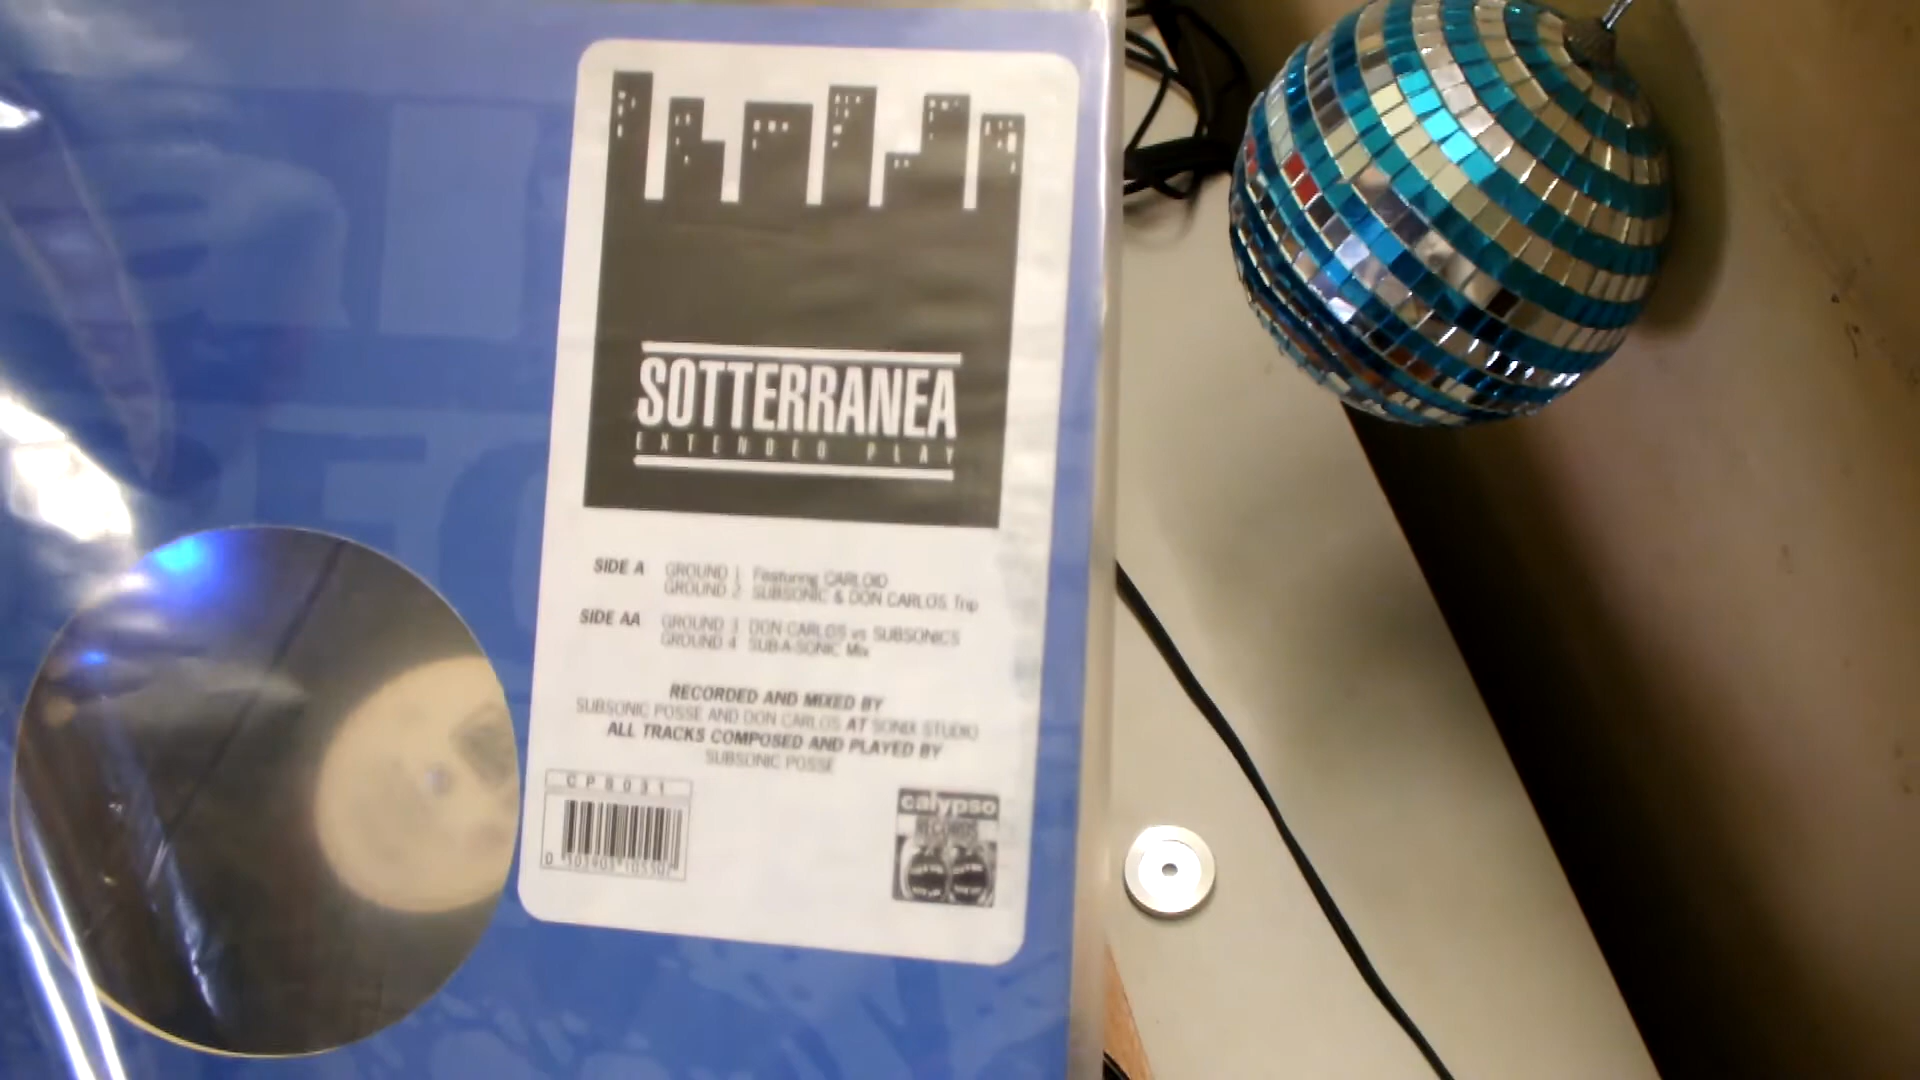 SOTTERRANEA
EXTENDED PLAY
SIDE A GROUND 1 Featuring CARLOID
GROUND 2 SUBSONIC & DON CARLOS Trip
SIDE AA GROUND 3 DON CARLOS vs SUBSONICS
GROUND 4 SUB-A-SONIC Mix
RECORDED AND MIXED BY
SUBSONIC POSSE AND DON CARLOS AT SONIX STUDIO
ALL TRACKS COMPOSED AND PLAYED BY
SUBSONIC POSSE
CPS031
calypso
RECORDS